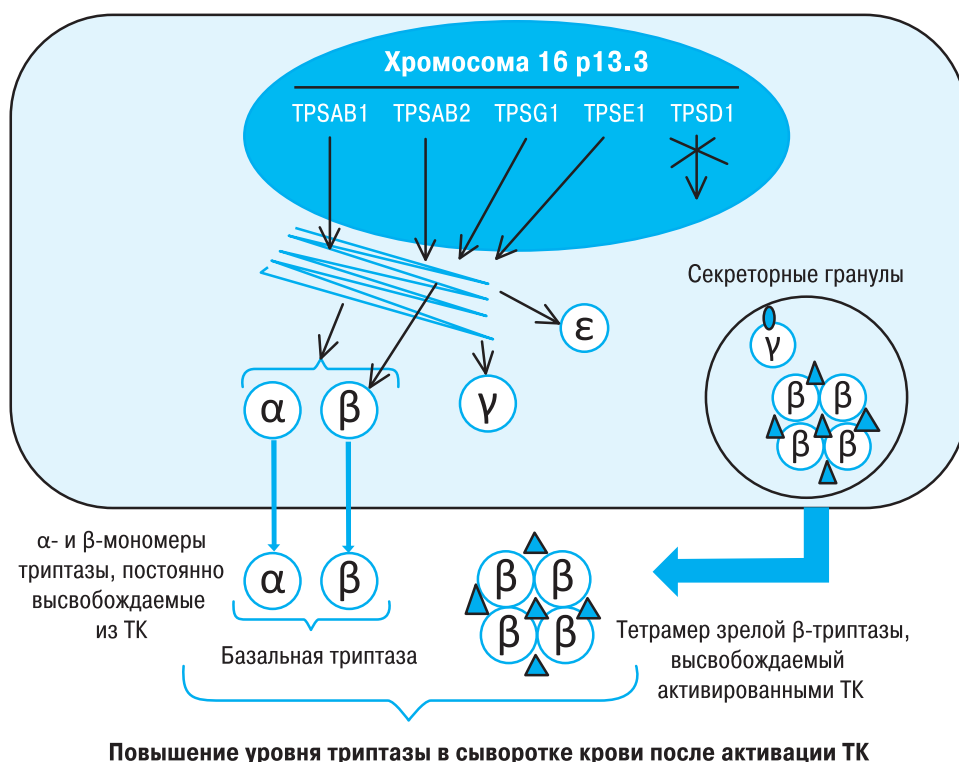 Хромосома 16 p13.3
TPSAB1 TPSAB2 TPSG1 TPSE1 TPSD1
Секреторные гранулы
ε
γ
α β γ
β β
β β
α- и β-мономеры
триптазы, постоянно
высвобождаемые
из ТК
α β
β β
β β
Базальная триптаза
Тетрамер зрелой β-триптазы,
высвобождаемый
активированными ТК
Повышение уровня триптазы в сыворотке крови после активации ТК